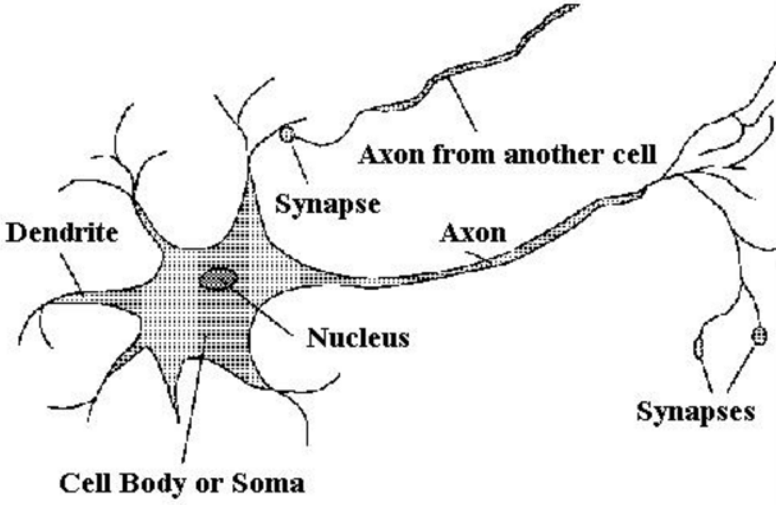 Axon from another cell
Synapse
Dendrite
Axon
Nucleus
Synapses
Cell Body or Soma